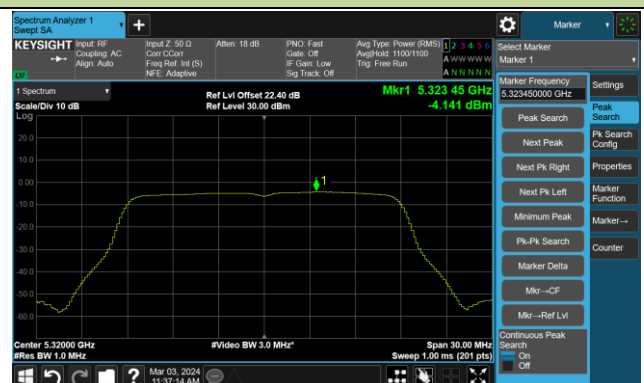 Spectrum Analyzer 1
Swept SA
+
Marker
KEYSIGHT
Input: RF
Coupling: AC
Align: Auto
Input Z: 50 Ω
Corr CCorr
Freq Ref: Int (S)
NFE: Adaptive
Atten: 18 dB
PNO: Fast
Gate: Off
IF Gain: Low
Sig Track: Off
Avg Type: Power (RMS)
Avg|Hold: 1100/1100
Trig: Free Run
1 2 3 4 5 6
A W W W W W
A N N N N N
Select Marker
Marker 1
LW
1 Spectrum
Scale/Div 10 dB
Log
Ref Lvl Offset 22.40 dB
Ref Level 30.00 dBm
Mkr1 5.323 45 GHz
-4.141 dBm
1
20.0
10.0
0.00
-10.0
-20.0
-30.0
-40.0
-50.0
-60.0
Center 5.32000 GHz
#Res BW 1.0 MHz
#Video BW 3.0 MHz*
Span 30.00 MHz
Sweep 1.00 ms (201 pts)
Marker Frequency
5.323450000 GHz
Peak Search
Next Peak
Next Pk Right
Next Pk Left
Minimum Peak
Pk-Pk Search
Marker Delta
Mkr→CF
Mkr→Ref Lvl
Continuous Peak
Search
On
Off
Settings
Peak
Search
Pk Search
Config
Properties
Marker
Function
Marker→
Counter
?
Mar 03, 2024
11:37:14 AM